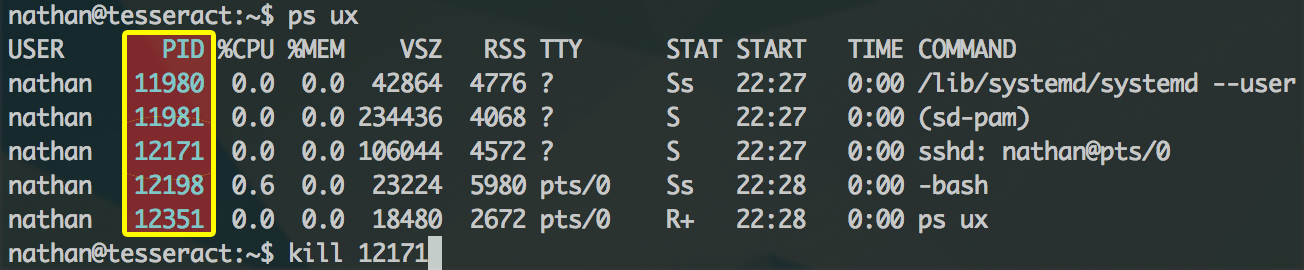 nathan@tesseract:~$ ps ux
USER PID %CPU %MEM VSZ RSS TTY STAT START TIME COMMAND
nathan 11980 0.0 0.0 42864 4776 ? Ss 22:27 0:00 /lib/systemd/systemd --user
nathan 11981 0.0 0.0 234436 4068 ? S 22:27 0:00 (sd-pam)
nathan 12171 0.0 0.0 106044 4572 ? S 22:27 0:00 sshd: nathan@pts/0
nathan 12198 0.6 0.0 23224 5980 pts/0 Ss 22:28 0:00 -bash
nathan 12351 0.0 0.0 18480 2672 pts/0 R+ 22:28 0:00 ps ux
nathan@tesseract:~$ kill 12171